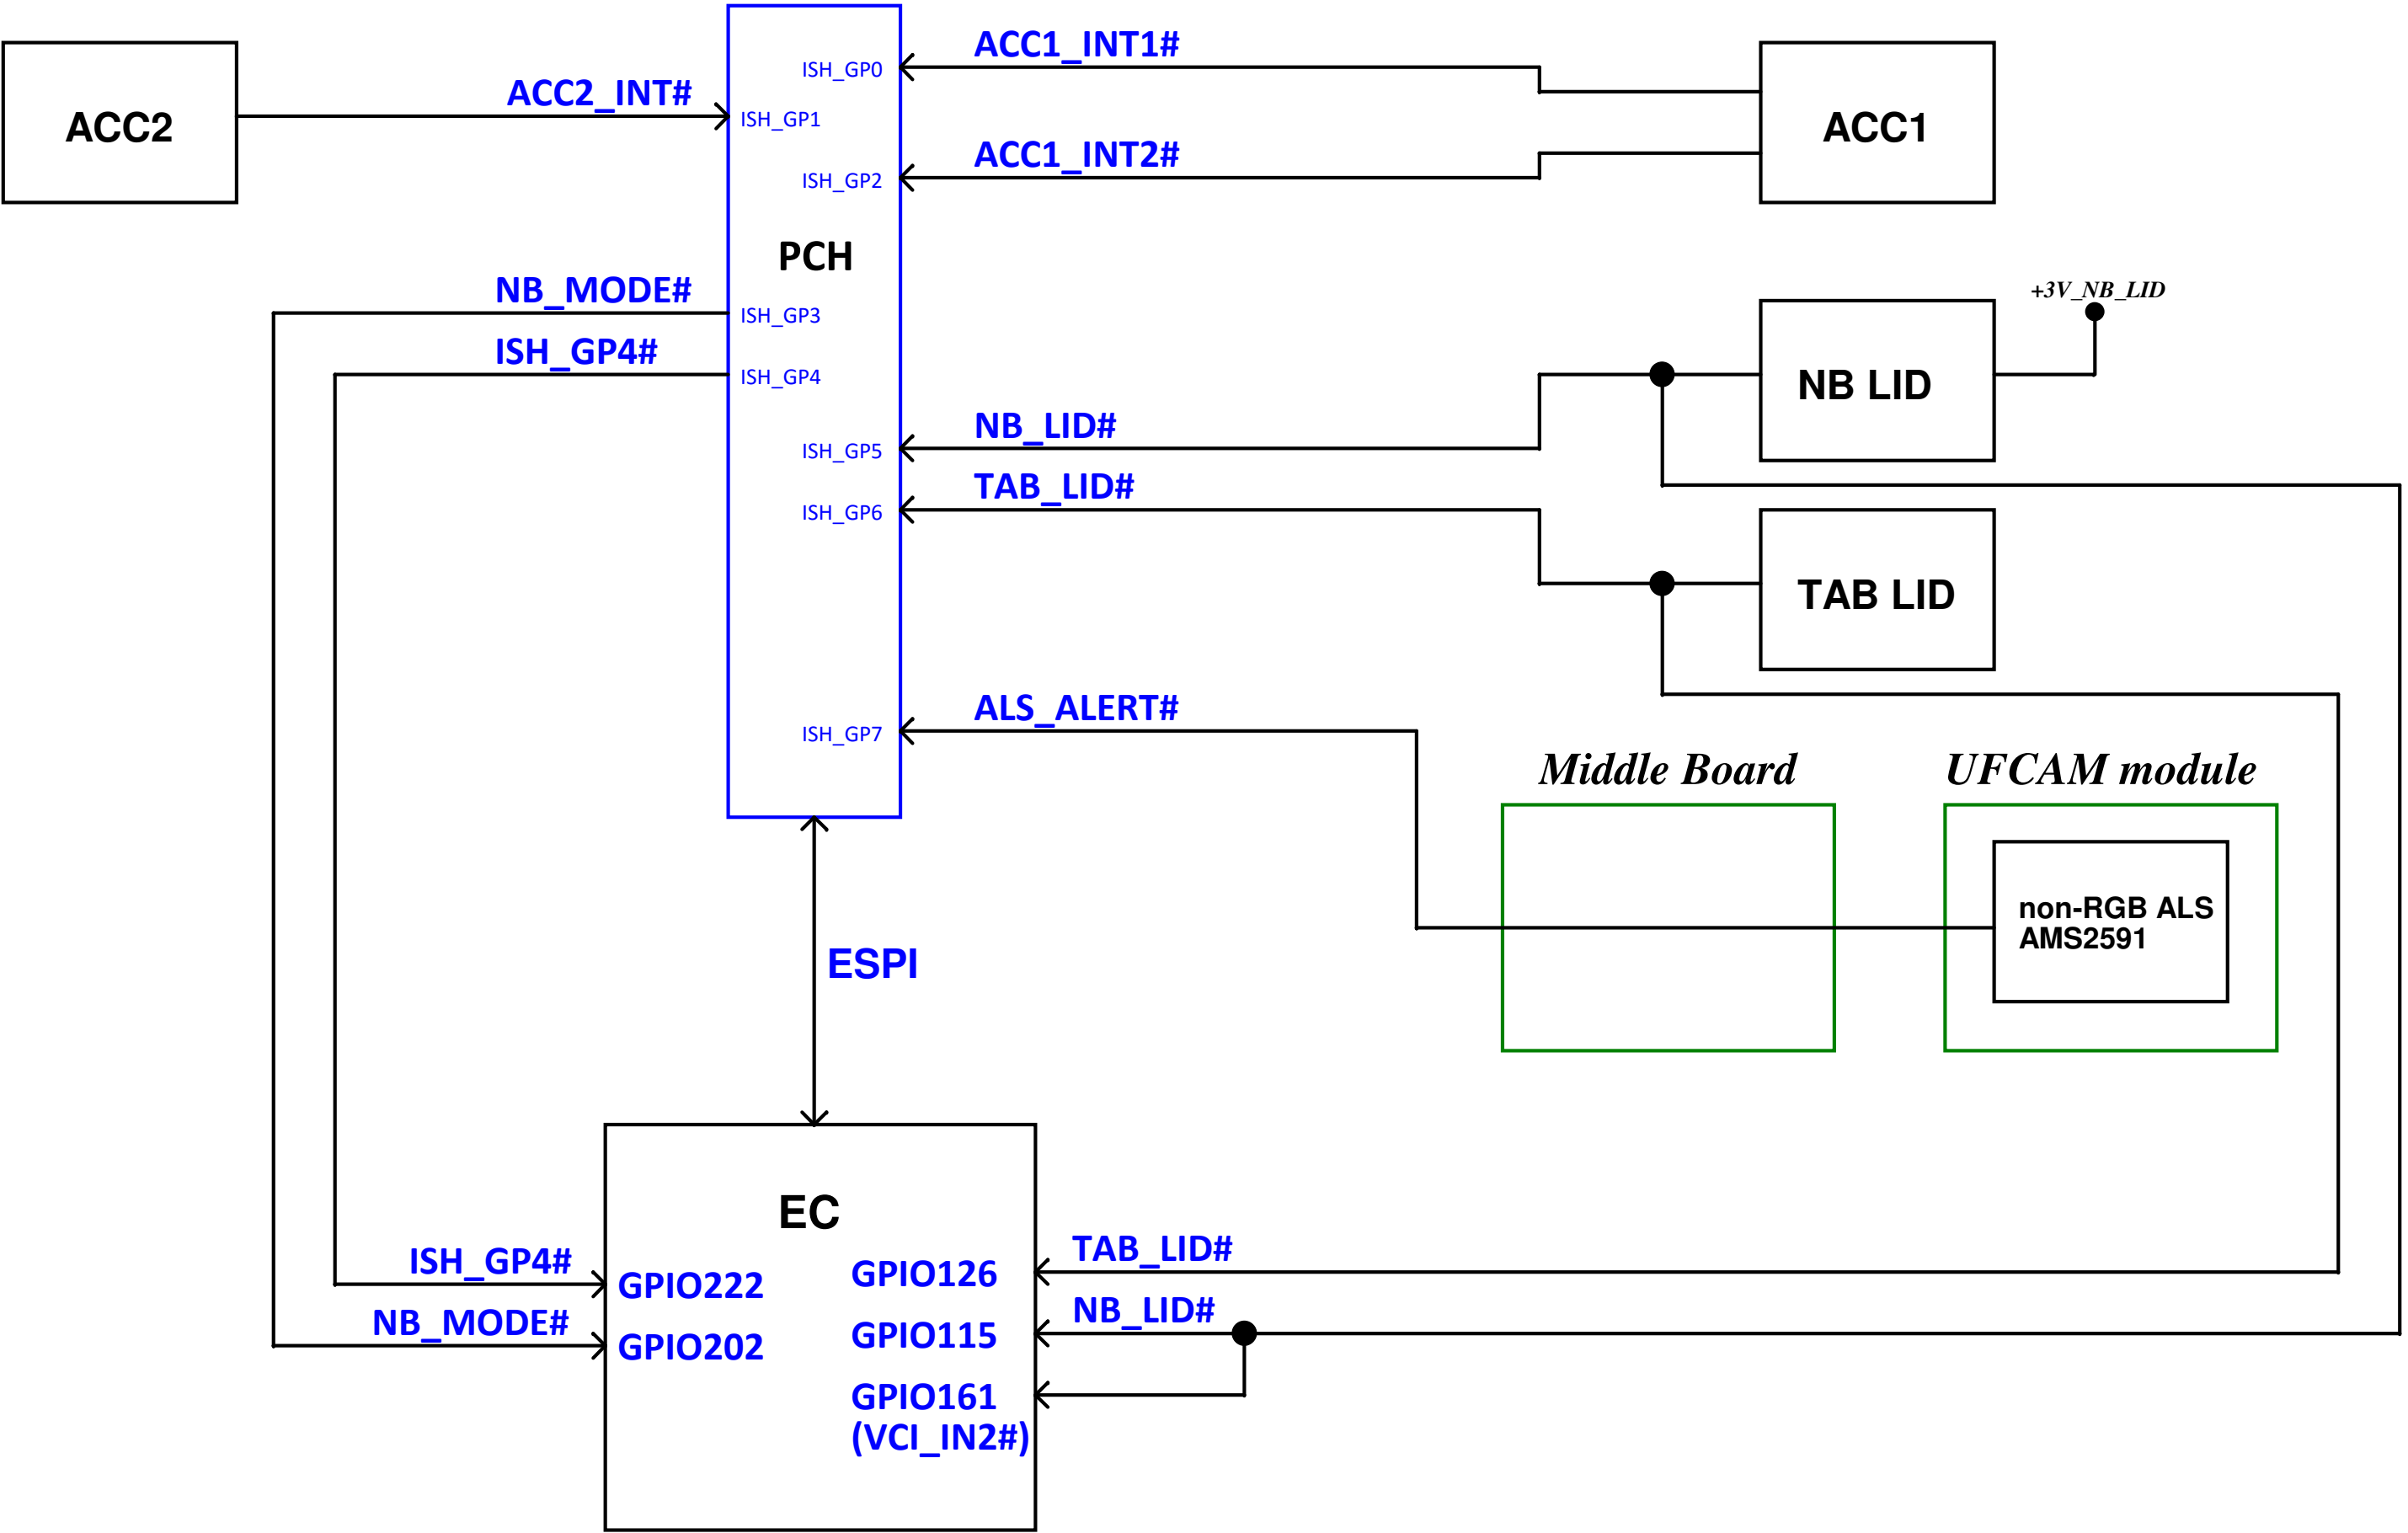 ACC2
ACC2_INT#
ISH_GP0
ISH_GP1
ISH_GP2
PCH
ISH_GP3
ISH_GP4
ISH_GP5
ISH_GP6
ISH_GP7
ACC1_INT1#
ACC1_INT2#
ACC1
NB_MODE#
ISH_GP4#
NB_LID#
TAB_LID#
NB LID
+3V_NB_LID
TAB LID
ALS_ALERT#
Middle Board
UFCAM module
non-RGB ALS
AMS2591
ESPI
EC
ISH_GP4#
NB_MODE#
GPIO222
GPIO202
GPIO126
GPIO115
GPIO161
(VCI_IN2#)
TAB_LID#
NB_LID#